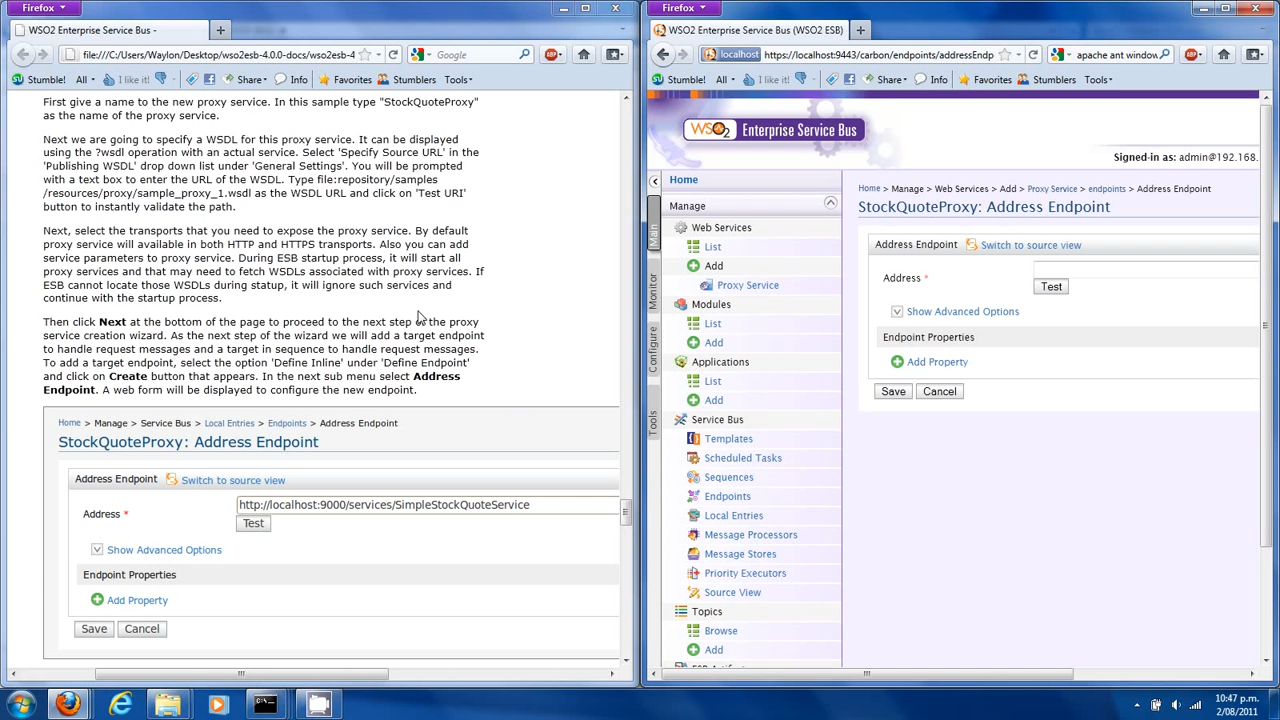 Firefox
WSO2 Enterprise Service Bus -
file:///C:/Users/Waylon/Desktop/wso2esb-4.0.0-docs/wso2esb-4
Google
Stumble! All I like it! Share Info Favorites Stumblers Tools
First give a name to the new proxy service. In this sample type "StockQuoteProxy"
as the name of the proxy service.
Next we are going to specify a WSDL for this proxy service. It can be displayed
using the ?wsdl operation with an actual service. Select 'Specify Source URL' in the
'Publishing WSDL' drop down list under 'General Settings'. You will be prompted
with a text box to enter the URL of the WSDL. Type file:repository/samples
/resources/proxy/sample_proxy_1.wsdl as the WSDL URL and click on 'Test URI'
button to instantly validate the path.
Next, select the transports that you need to expose the proxy service. By default
proxy service will available in both HTTP and HTTPS transports. Also you can add
service parameters to proxy service. During ESB startup process, it will start all
proxy services and that may need to fetch WSDLs associated with proxy services. If
ESB cannot locate those WSDLs during statup, it will ignore such services and
continue with the startup process.
Then click Next at the bottom of the page to proceed to the next step of the proxy
service creation wizard. As the next step of the wizard we will add a target endpoint
to handle request messages and a target in sequence to handle request messages.
To add a target endpoint, select the option 'Define Inline' under 'Define Endpoint'
and click on Create button that appears. In the next sub menu select Address
Endpoint. A web form will be displayed to configure the new endpoint.
Home > Manage > Service Bus > Local Entries > Endpoints > Address Endpoint
StockQuoteProxy: Address Endpoint
Address Endpoint Switch to source view
Address * http://localhost:9000/services/SimpleStockQuoteService
Test
Show Advanced Options
Endpoint Properties
Add Property
Save Cancel
Firefox
WSO2 Enterprise Service Bus (WSO2 ESB)
localhost https://localhost:9443/carbon/endpoints/addressEndp
apache ant window
Stumble! All I like it! Share Info Favorites Stumblers Tools
WSO2 Enterprise Service Bus
Signed-in as: admin@192.168.
Main
Monitor
Configure
Tools
Home
Manage
Web Services
List
Add
Proxy Service
Modules
List
Add
Applications
List
Add
Service Bus
Templates
Scheduled Tasks
Sequences
Endpoints
Local Entries
Message Processors
Message Stores
Priority Executors
Source View
Topics
Browse
Add
Home > Manage > Web Services > Add > Proxy Service > endpoints > Address Endpoint
StockQuoteProxy: Address Endpoint
Address Endpoint Switch to source view
Address *
Test
Show Advanced Options
Endpoint Properties
Add Property
Save Cancel
10:47 p.m.
2/08/2011